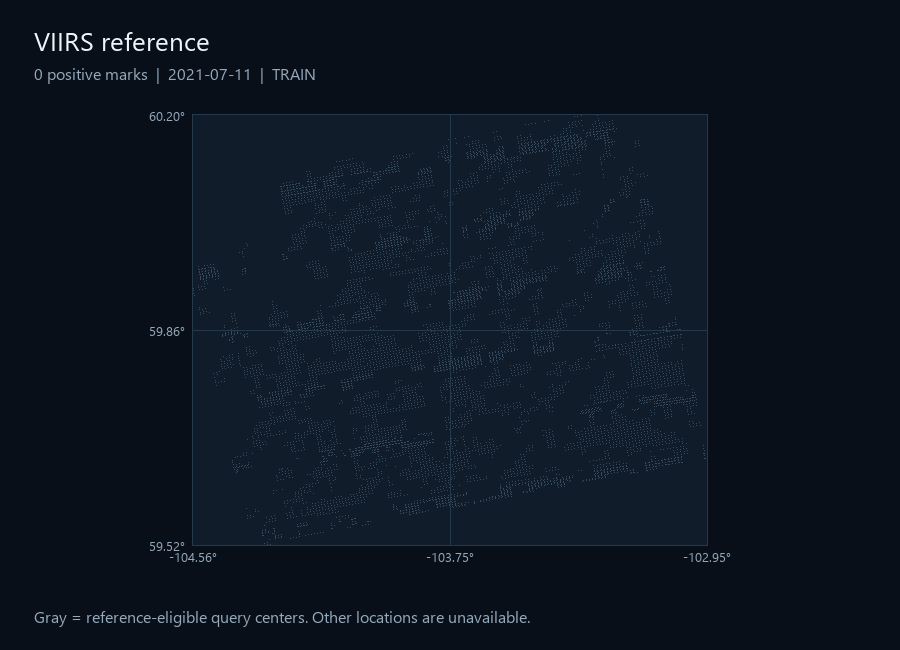 VIIRS reference
0 positive marks | 2021-07-11 | TRAIN
60.20°
59.86°
59.52°
-104.56°
-103.75°
-102.95°
Gray = reference-eligible query centers. Other locations are unavailable.